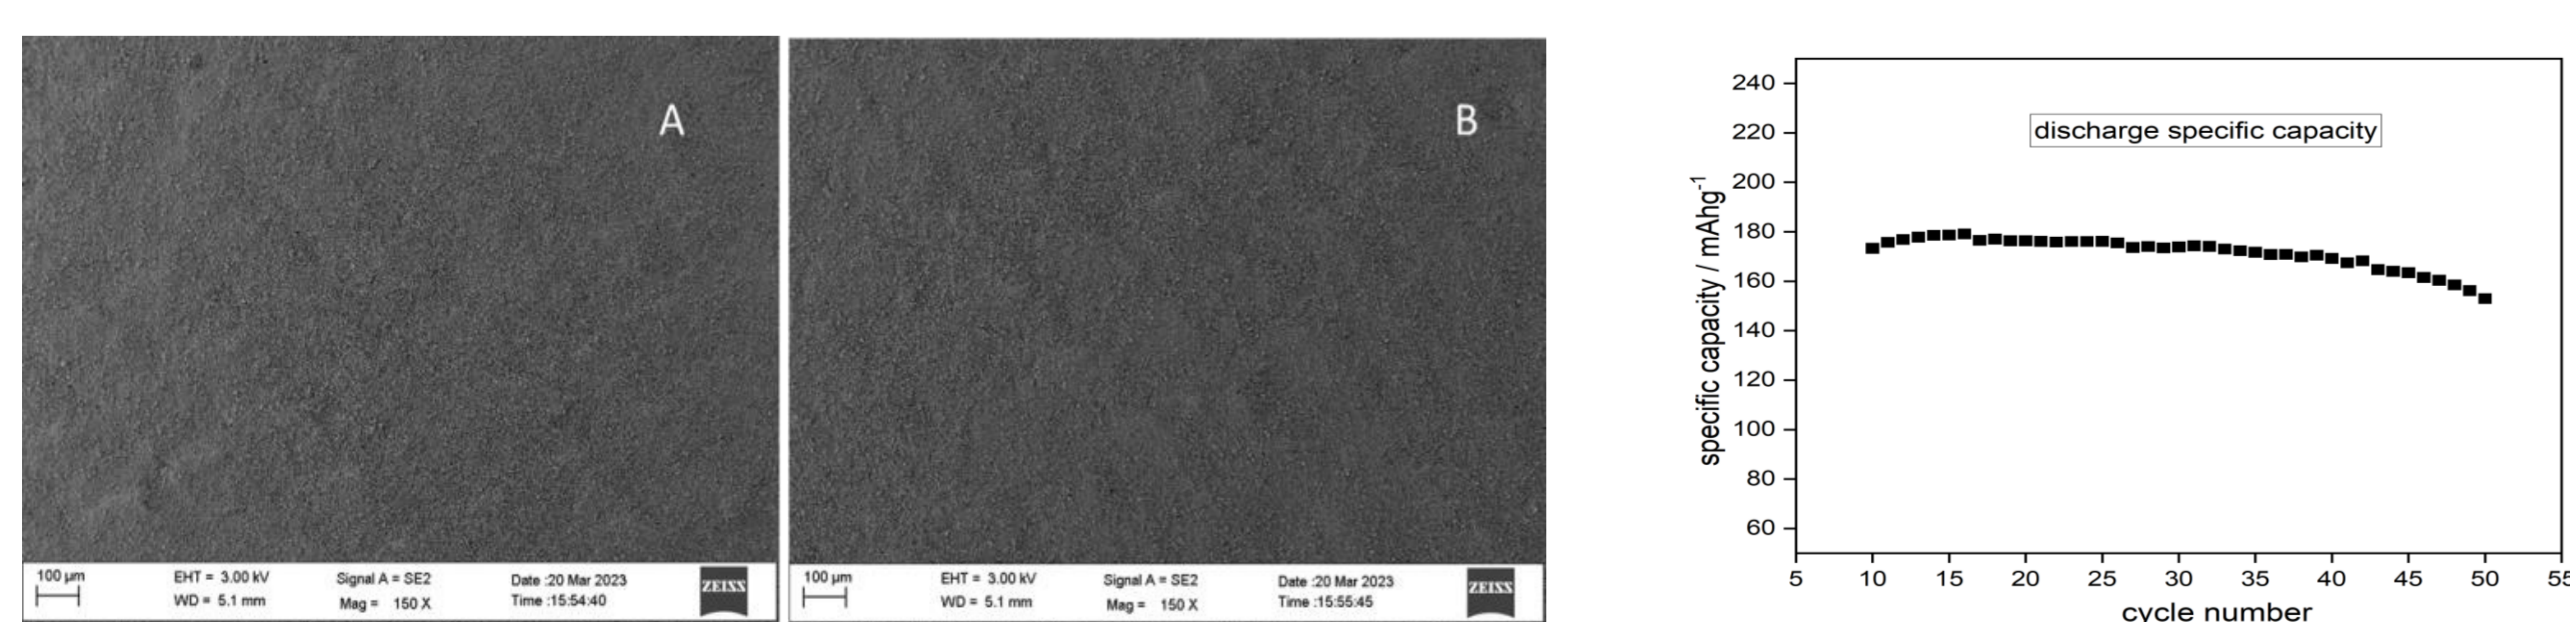 A
100 µm
EHT = 3.00 kV
WD = 5.1 mm
Signal A = SE2
Mag = 150 X
Date :20 Mar 2023
Time :15:54:40
ZEISS
B
100 µm
EHT = 3.00 kV
WD = 5.1 mm
Signal A = SE2
Mag = 150 X
Date :20 Mar 2023
Time :15:55:45
ZEISS
specific capacity / mAhg⁻¹
240
220
200
180
160
140
120
100
80
60
discharge specific capacity
5 10 15 20 25 30 35 40 45 50 55
cycle number